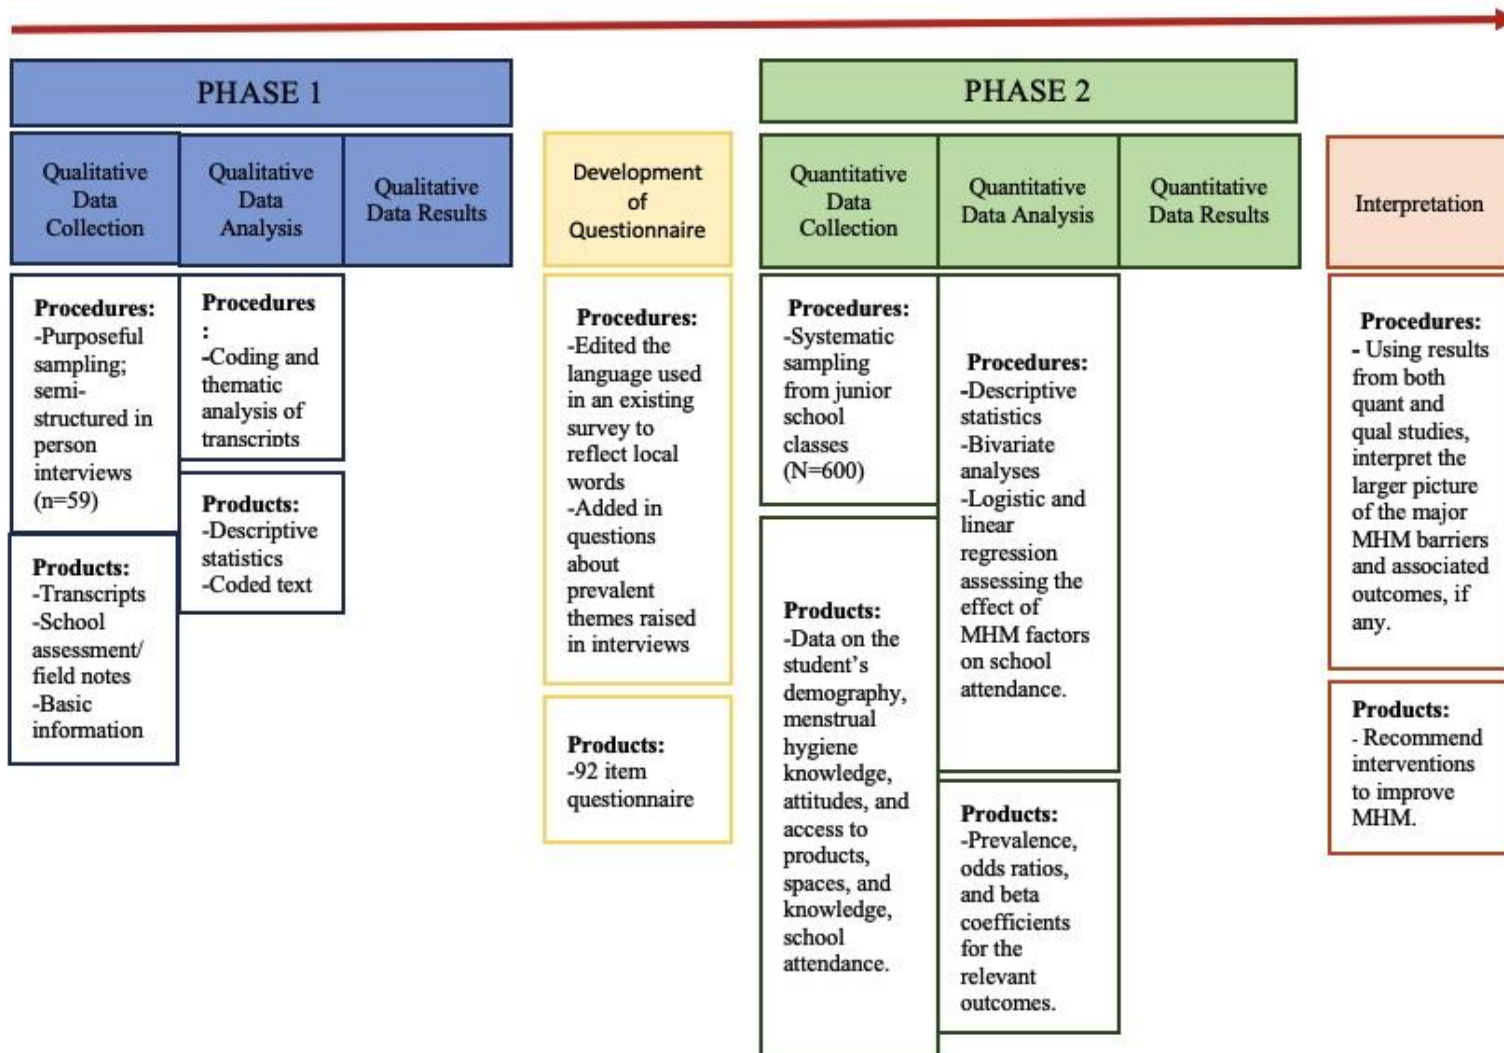 PHASE 1
Qualitative
Data
Collection
Qualitative
Data
Analysis
Qualitative
Data Results
Procedures:
-Purposeful
sampling;
semi-
structured in
person
interviews
(n=59)
Products:
-Transcripts
-School
assessment/
field notes
-Basic
information
Procedures
:
-Coding and
thematic
analysis of
transcripts
Products:
-Descriptive
statistics
-Coded text
Development
of
Questionnaire
Procedures:
-Edited the
language used
in an existing
survey to
reflect local
words
-Added in
questions
about
prevalent
themes raised
in interviews
Products:
-92 item
questionnaire
PHASE 2
Quantitative
Data
Collection
Quantitative
Data Analysis
Quantitative
Data Results
Procedures:
-Systematic
sampling
from junior
school
classes
(N=600)
Products:
-Data on the
student’s
demography,
menstrual
hygiene
knowledge,
attitudes, and
access to
products,
spaces, and
knowledge,
school
attendance.
Procedures:
-Descriptive
statistics
-Bivariate
analyses
-Logistic and
linear
regression
assessing the
effect of
MHM factors
on school
attendance.
Products:
-Prevalence,
odds ratios,
and beta
coefficients
for the
relevant
outcomes.
Interpretation
Procedures:
- Using results
from both
quant and
qual studies,
interpret the
larger picture
of the major
MHM barriers
and associated
outcomes, if
any.
Products:
- Recommend
interventions
to improve
MHM.